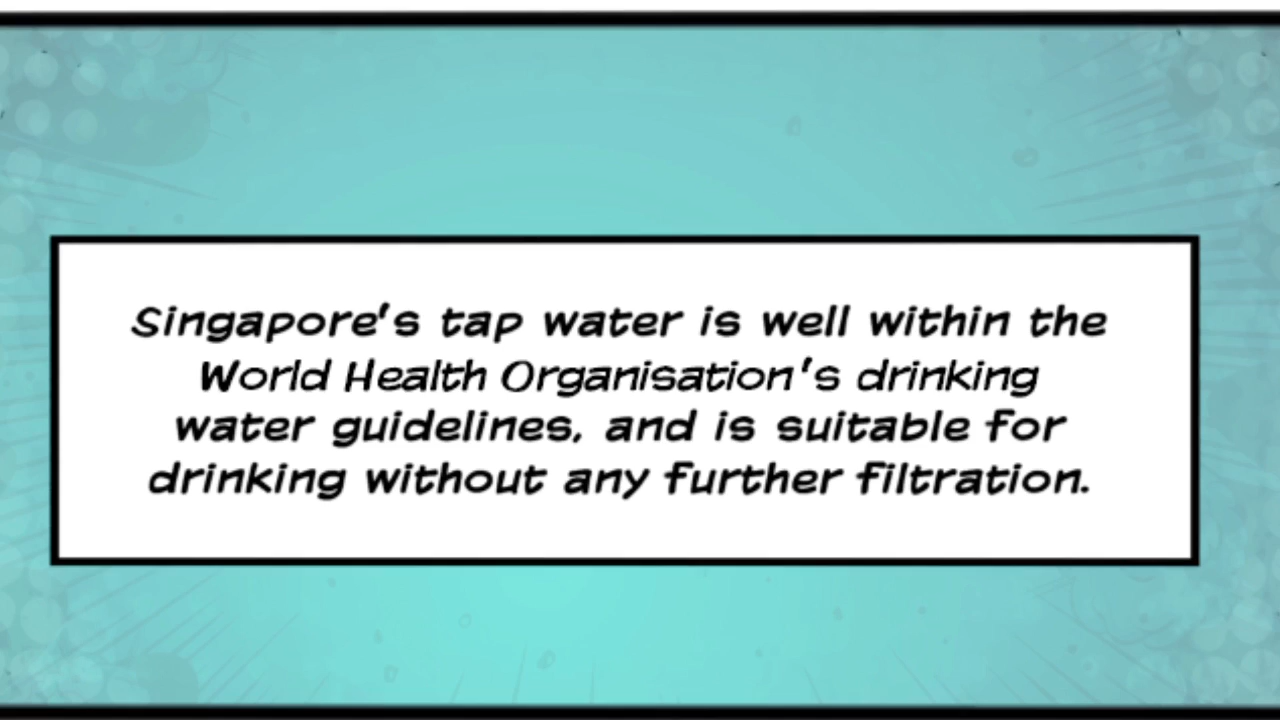 Singapore's tap water is well within the
World Health Organisation's drinking
water guidelines, and is suitable for
drinking without any further filtration.